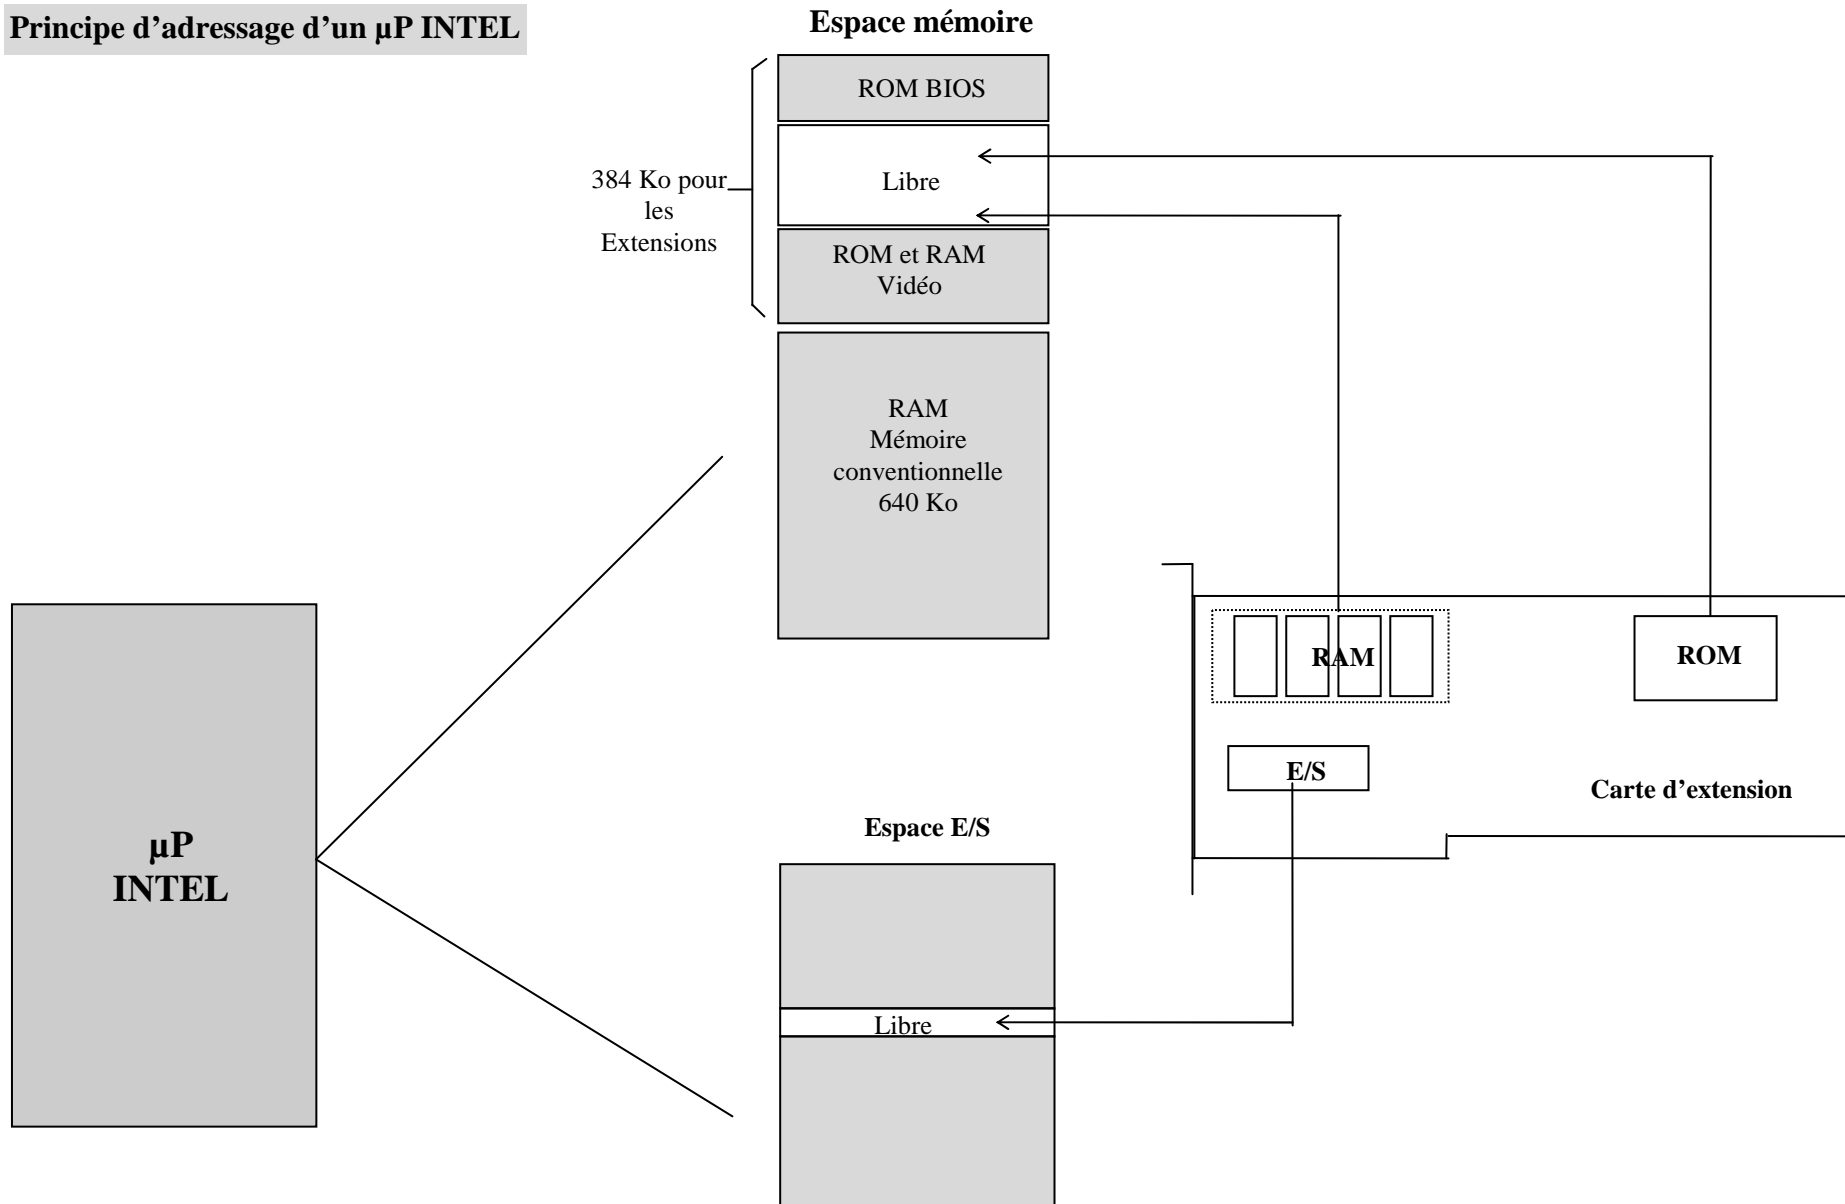 Principe d’adressage d’un µP INTEL
Espace mémoire
ROM BIOS
Libre
384 Ko pour
les
Extensions
ROM et RAM
Vidéo
RAM
Mémoire
conventionnelle
640 Ko
RAM
ROM
E/S
Carte d’extension
µP
INTEL
Espace E/S
Libre